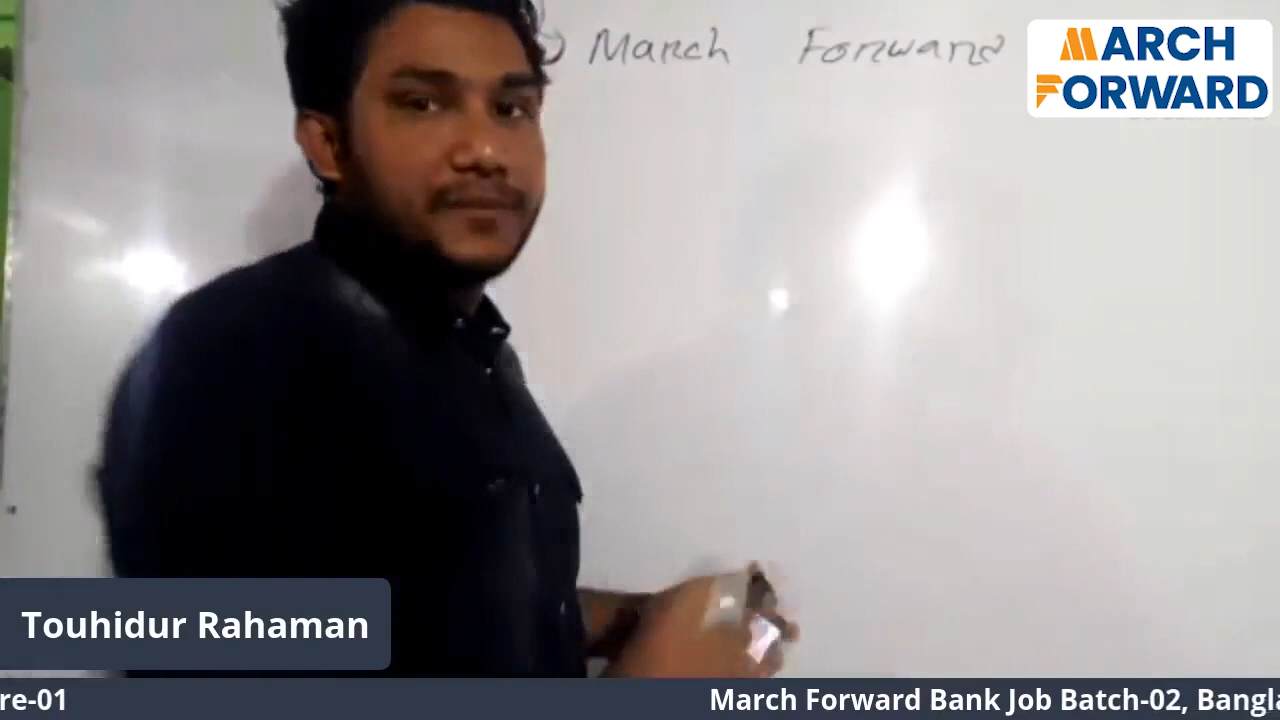 March Forward
MARCH
FORWARD
Touhidur Rahaman
re-01 March Forward Bank Job Batch-02, Bangla